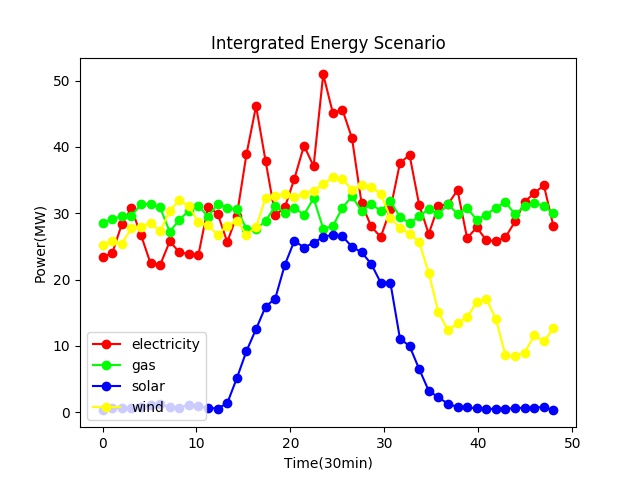 Intergrated Energy Scenario
Power(MW)
50
40
30
20
10
0
electricity
gas
solar
wind
0 10 20 30 40 50
Time(30min)